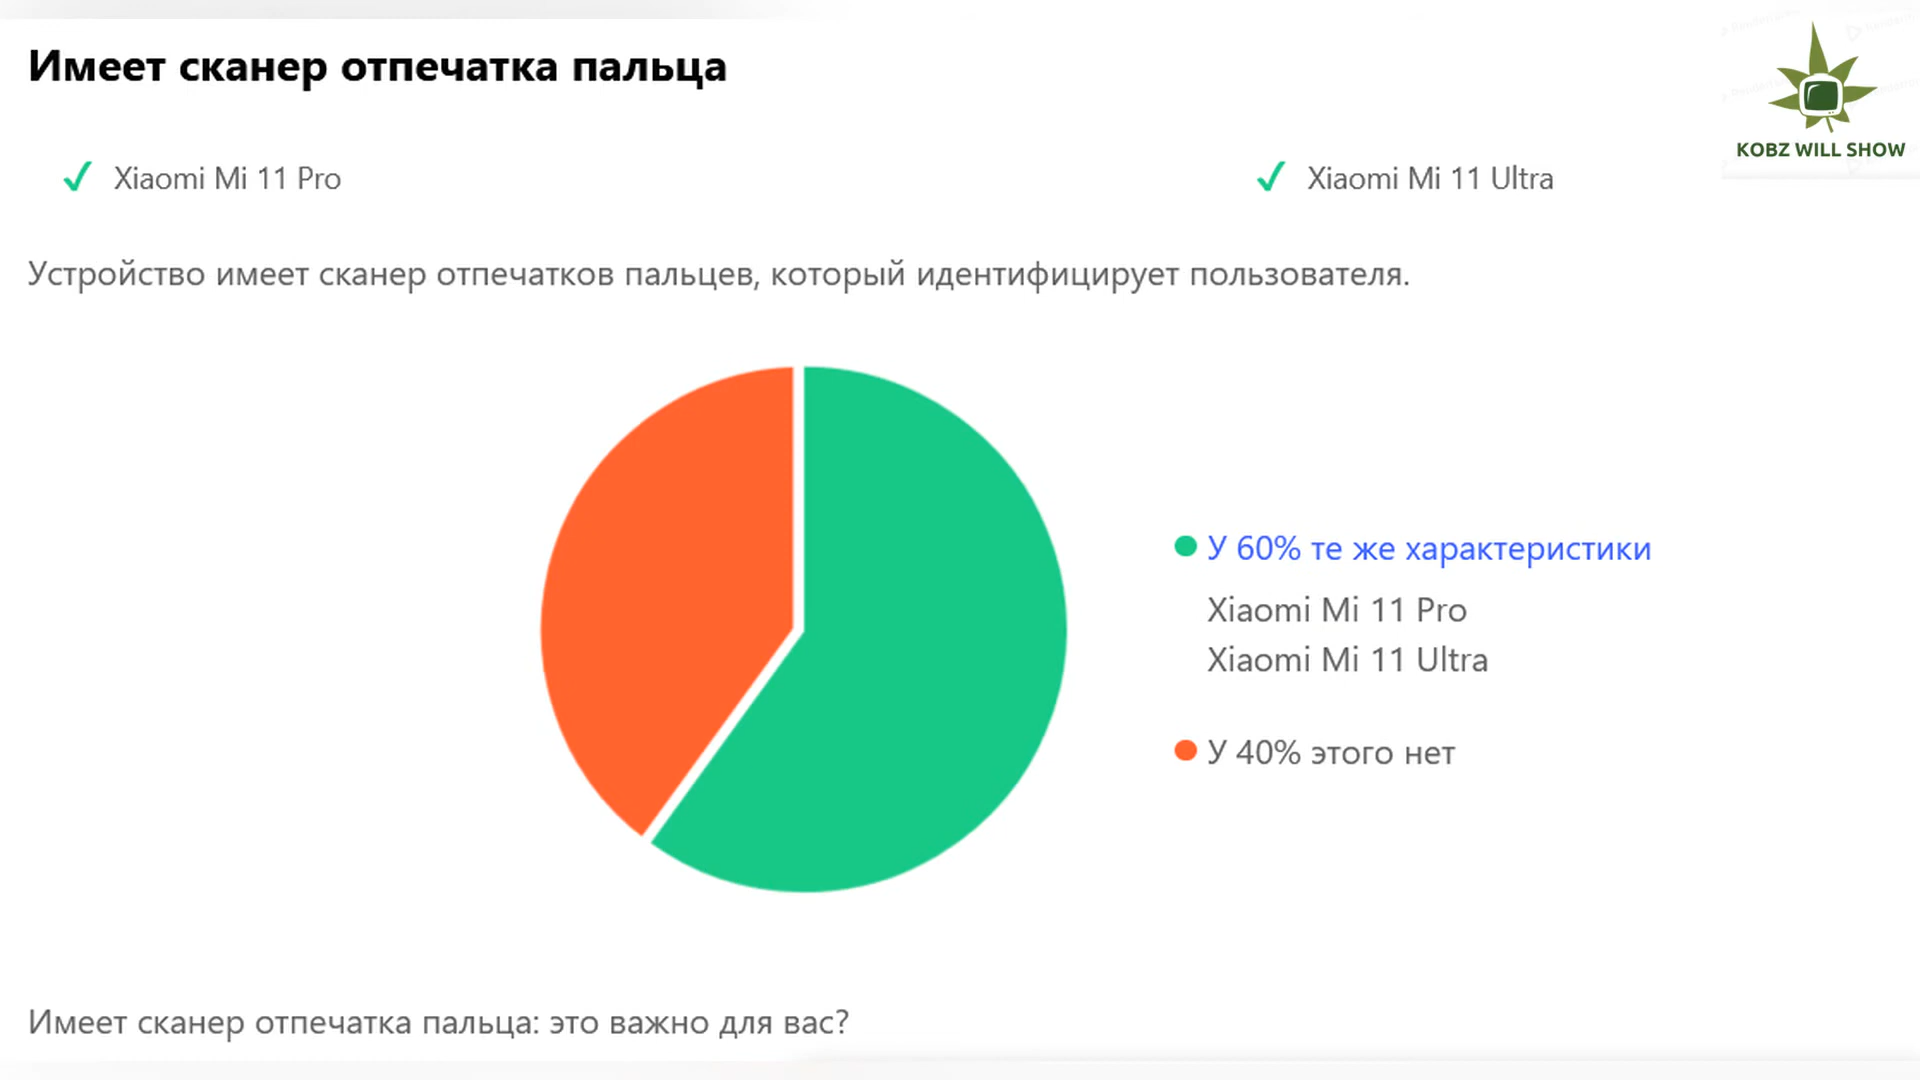 Имеет сканер отпечатка пальца
KOBZ WILL SHOW
Xiaomi Mi 11 Pro
Xiaomi Mi 11 Ultra
Устройство имеет сканер отпечатков пальцев, который идентифицирует пользователя.
У 60% те же характеристики
Xiaomi Mi 11 Pro
Xiaomi Mi 11 Ultra
У 40% этого нет
Имеет сканер отпечатка пальца: это важно для вас?